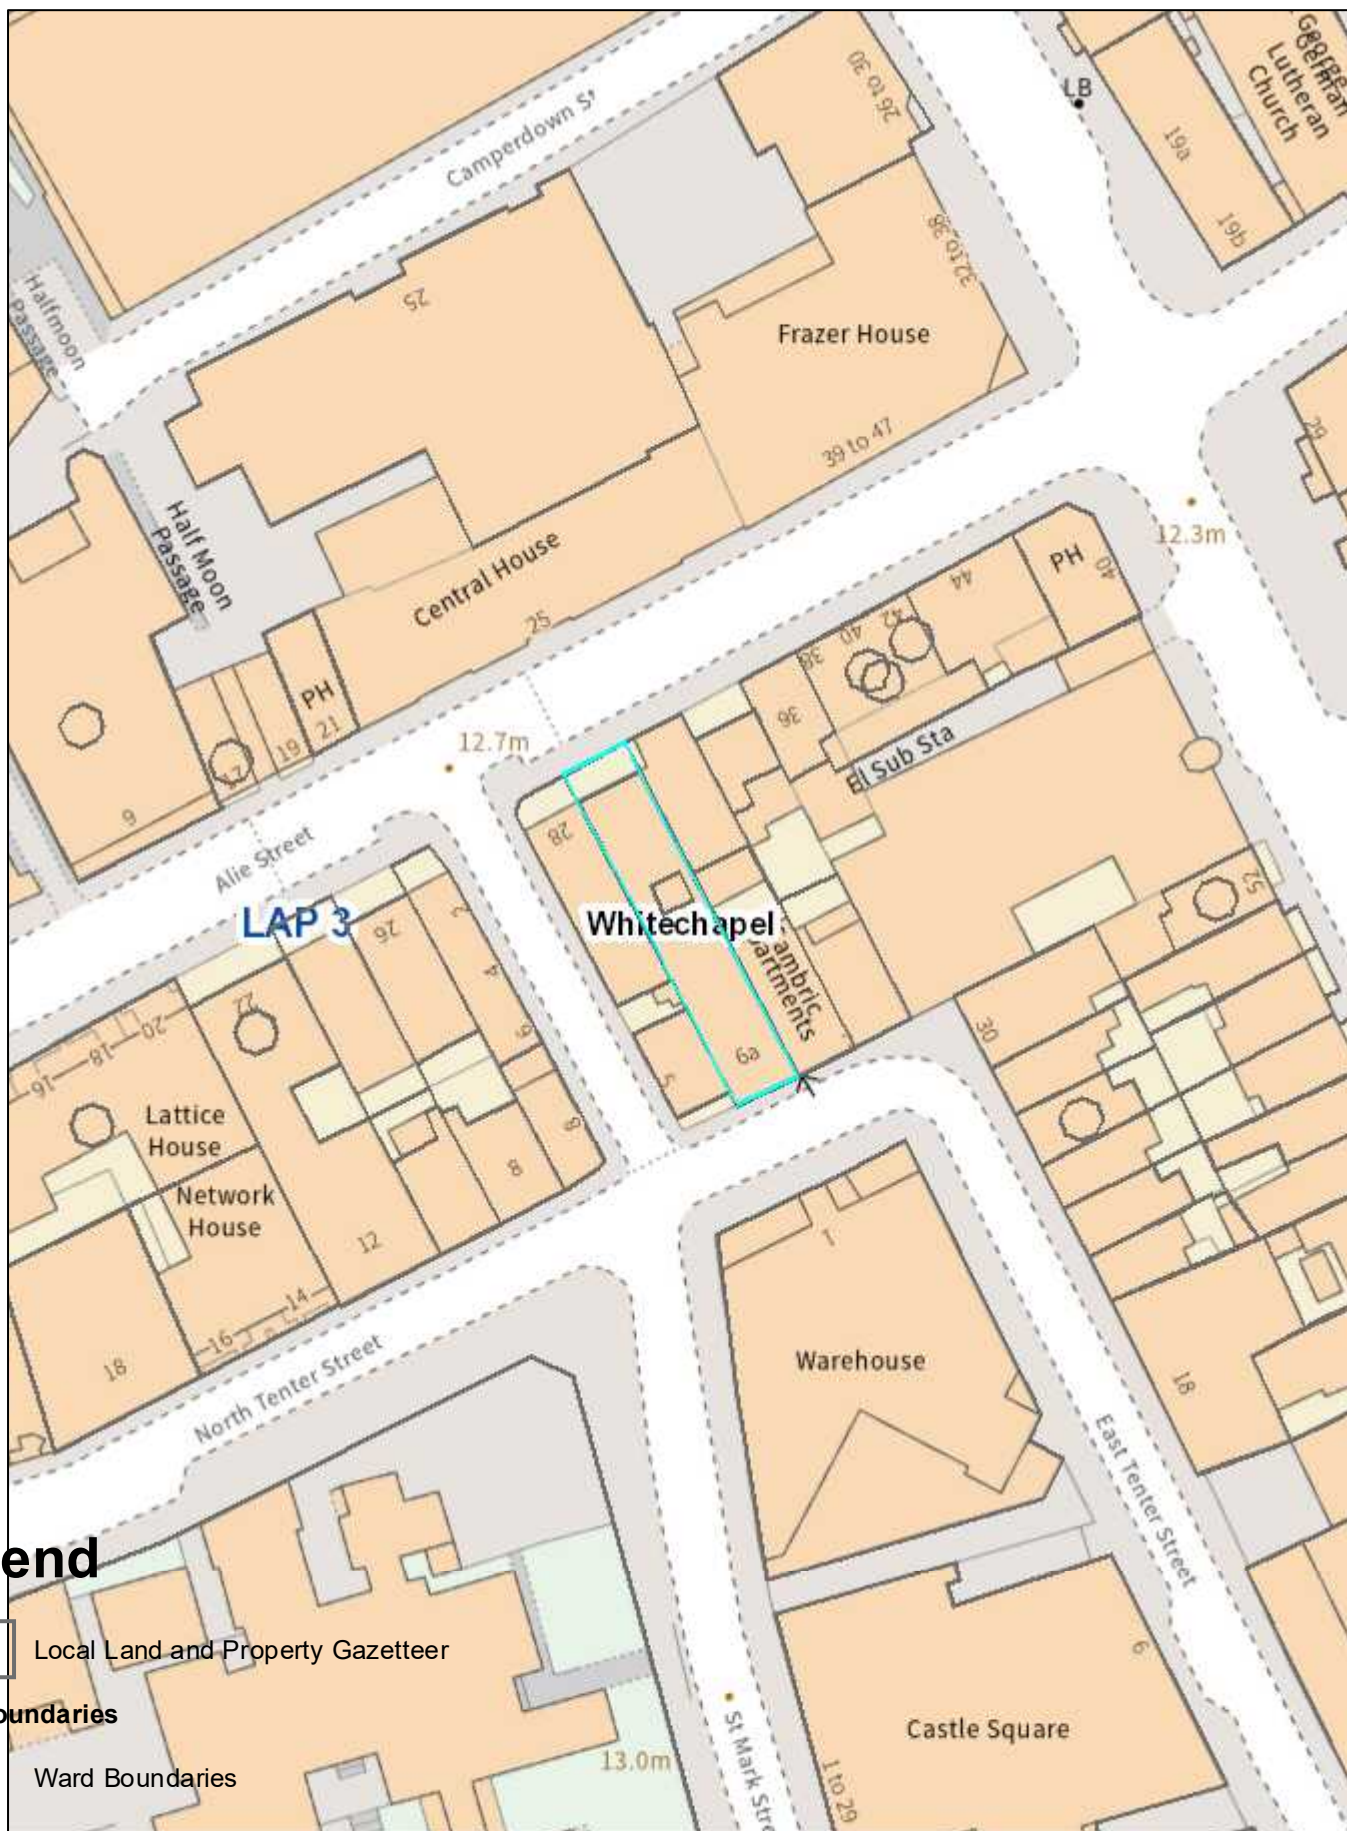 George
German
Lutheran
Church
26 to 30
LB
19a
19b
Camperdown St
Halfmoon
Passage
25
32 to 38
Frazer House
39 to 47
29
Half Moon
Passage
Central House
25
12.3m
PH
40
44
42
40
38
36
PH
21
19
17
12.7m
El Sub Sta
9
28
Alie Street
LAP 3
Whitechapel
52
26
2
4
6
22
20
18
16
30
6a
5
Lattice
House
Network
House
8
8
12
14
16
18
1
North Tenter Street
Warehouse
18
East Tenter Street
end
Local Land and Property Gazetteer
oundaries
Ward Boundaries
13.0m
St Mark Stre
Castle Square
1 to 29
6